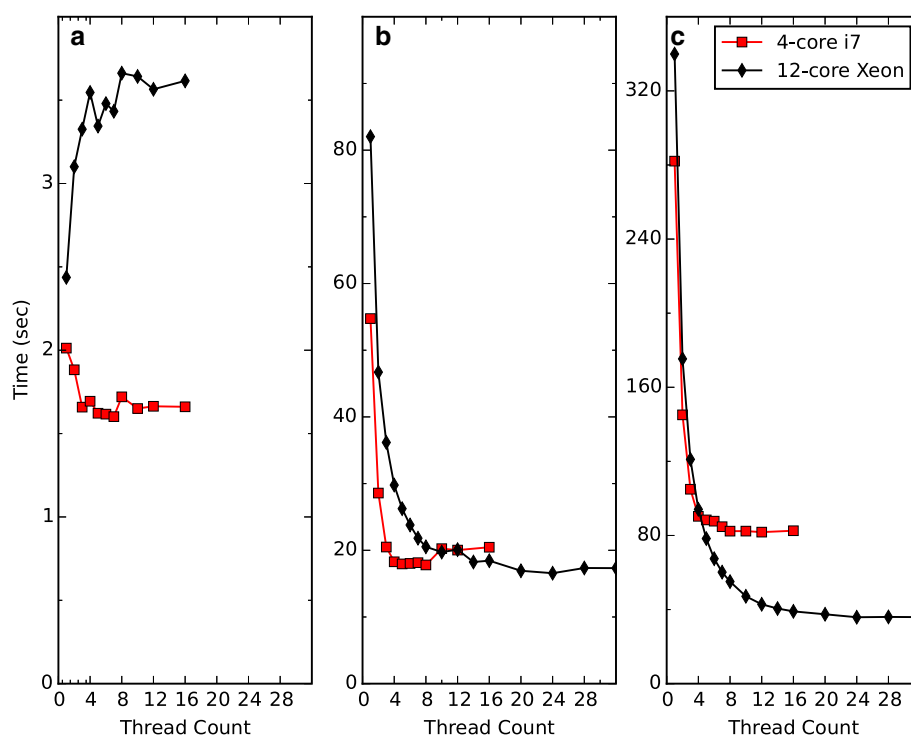 a
b
c
4-core i7
12-core Xeon
Time (sec)
3
2
1
0
80
60
40
20
0
320
240
160
80
0
0 4 8 12 16 20 24 28
0 4 8 12 16 20 24 28
0 4 8 12 16 20 24 28
Thread Count
Thread Count
Thread Count